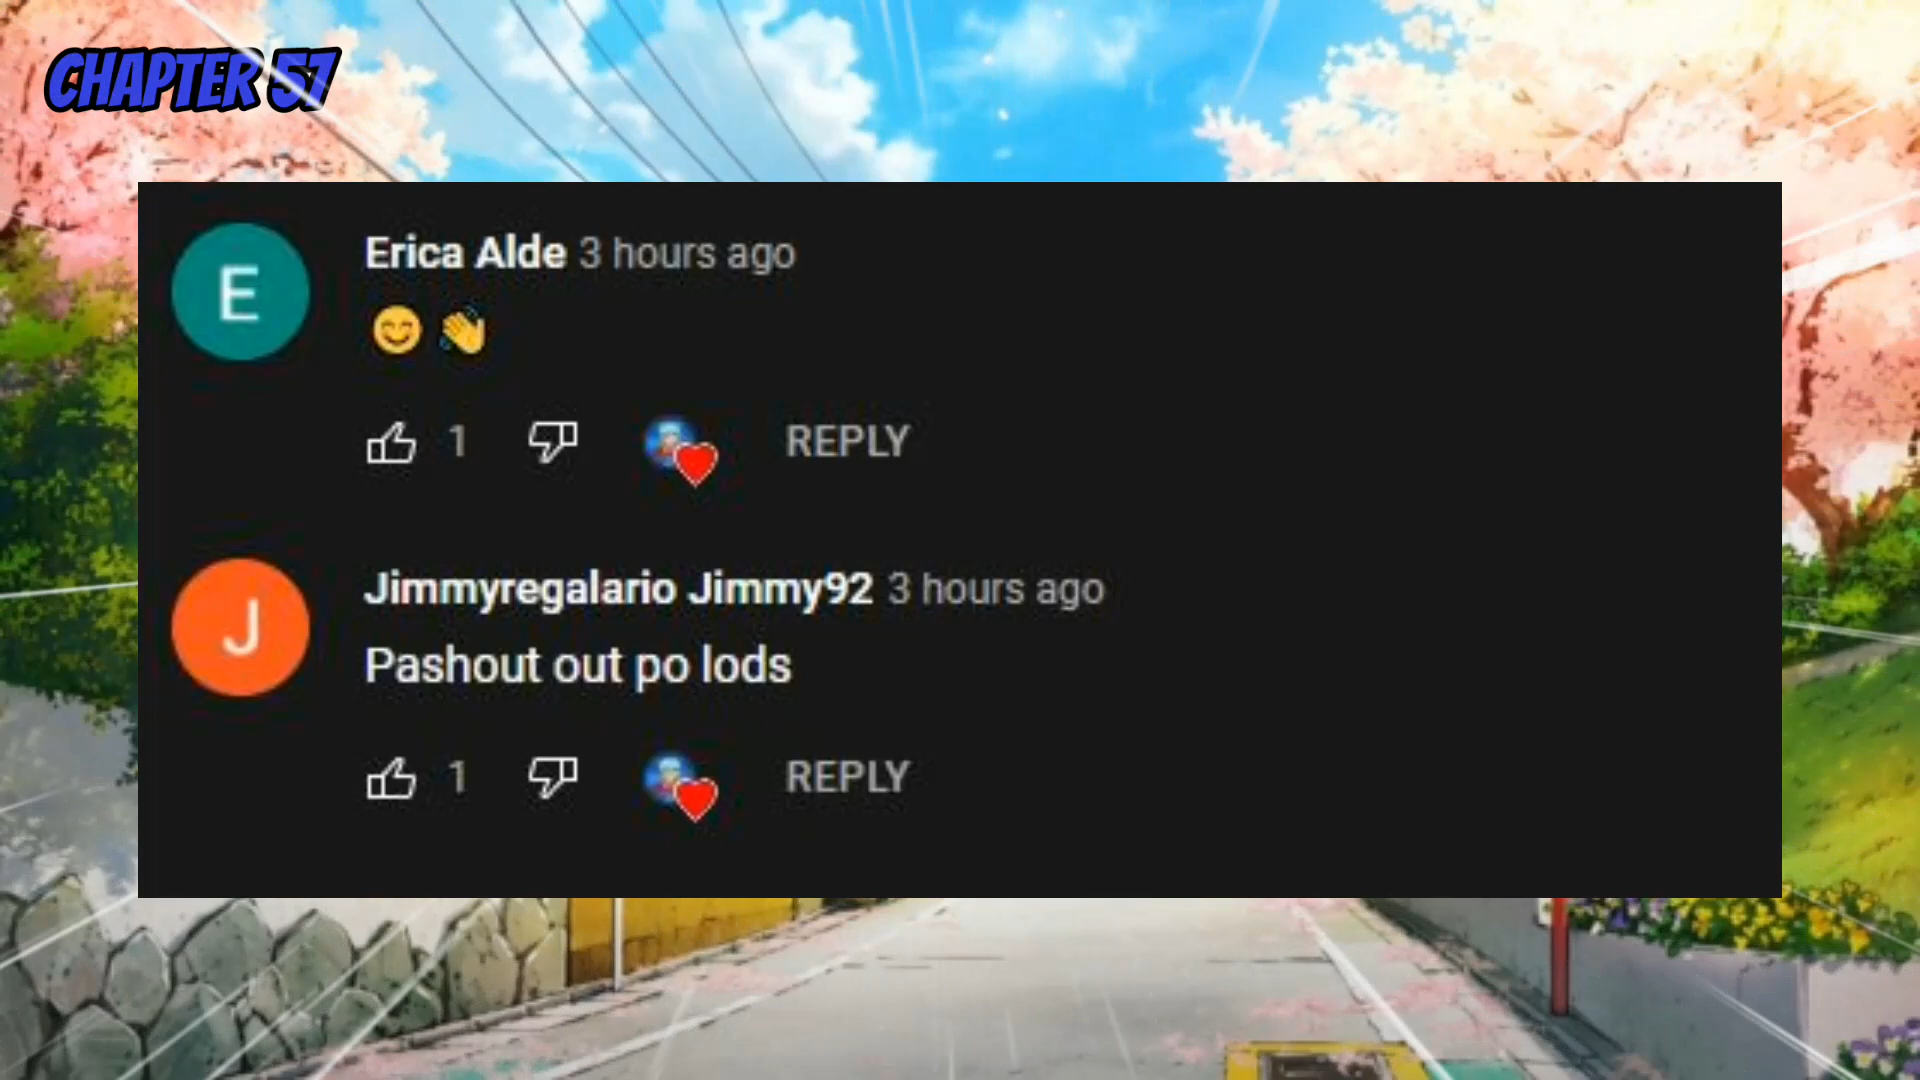 CHAPTER 57
E
Erica Alde 3 hours ago
😊 👋
1 REPLY
J
Jimmyregalario Jimmy92 3 hours ago
Pashout out po lods
1 REPLY